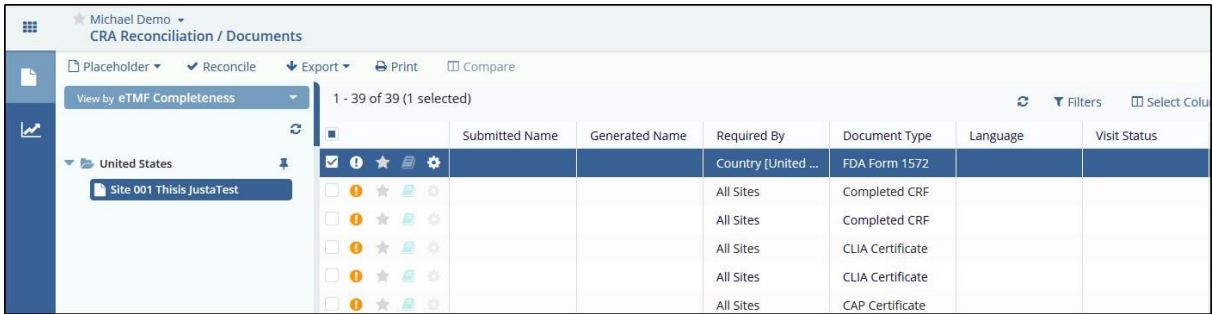 Michael Demo
CRA Reconciliation / Documents
Placeholder Reconcile Export Print Compare
View by eTMF Completeness
1 - 39 of 39 (1 selected) Filters Select Colu
Submitted Name Generated Name Required By Document Type Language Visit Status
United States
Country [United ... FDA Form 1572
Site 001 Thisis JustaTest
All Sites Completed CRF
All Sites Completed CRF
All Sites CLIA Certificate
All Sites CLIA Certificate
All Sites CAP Certificate